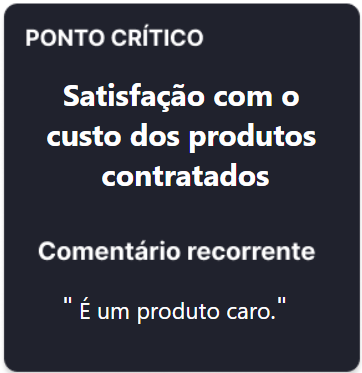 PONTO CRÍTICO
Satisfação com o
custo dos produtos
contratados
Comentário recorrente
" É um produto caro."